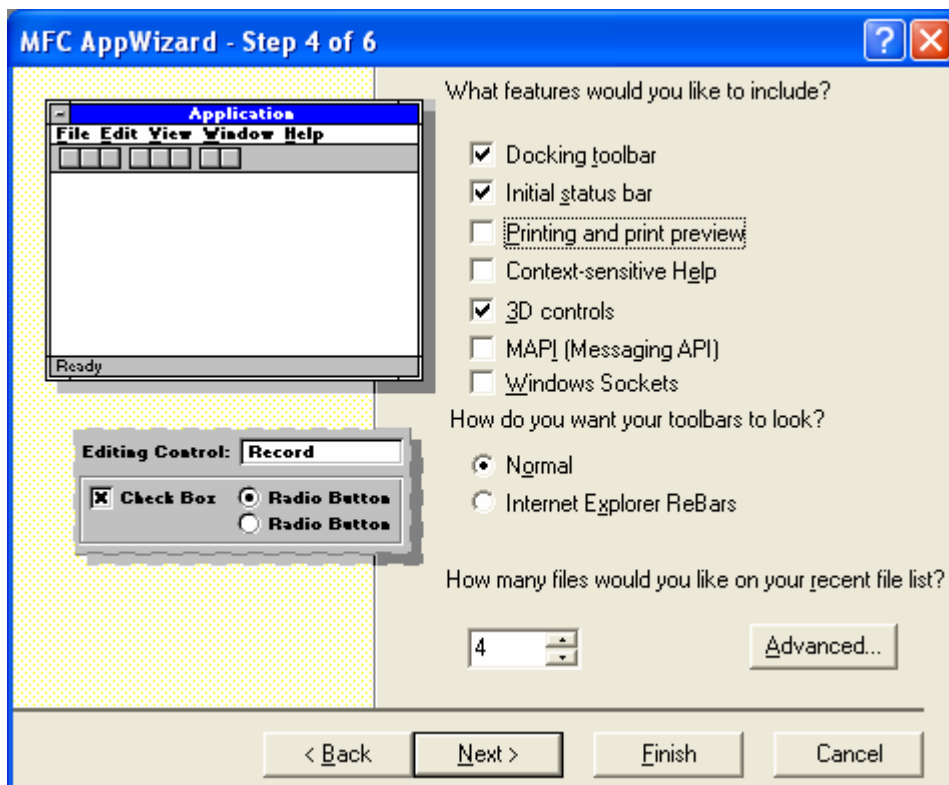 MFC AppWizard - Step 4 of 6
Application
File Edit View Window Help
Ready
Editing Control: Record
Check Box Radio Button
Radio Button
What features would you like to include?
Docking toolbar
Initial status bar
Printing and print preview
Context-sensitive Help
3D controls
MAPI (Messaging API)
Windows Sockets
How do you want your toolbars to look?
Normal
Internet Explorer ReBars
How many files would you like on your recent file list?
4 Advanced...
< Back Next > Finish Cancel